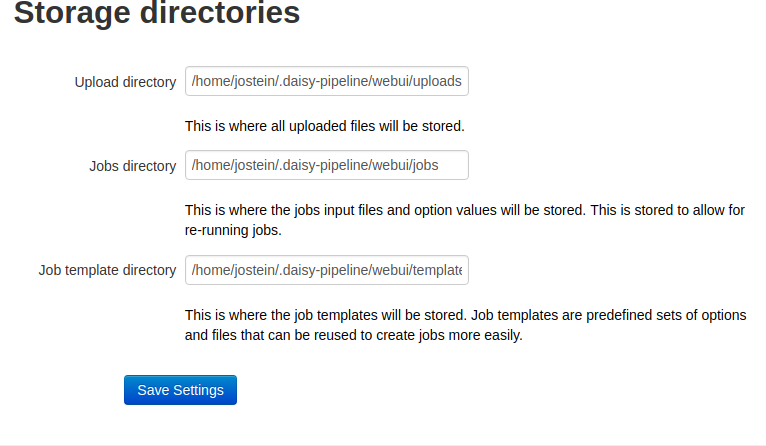 Storage directories
Upload directory /home/jostein/.daisy-pipeline/webui/uploads
This is where all uploaded files will be stored.
Jobs directory /home/jostein/.daisy-pipeline/webui/jobs
This is where the jobs input files and option values will be stored. This is stored to allow for
re-running jobs.
Job template directory /home/jostein/.daisy-pipeline/webui/template
This is where the job templates will be stored. Job templates are predefined sets of options
and files that can be reused to create jobs more easily.
Save Settings